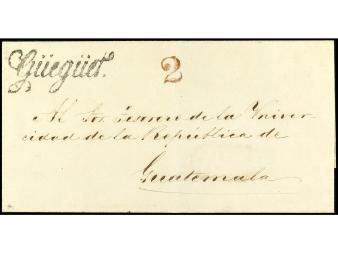 Güegüet.º
2
Al Sor. Tesorero de la Univer-
cidad de la República de
Guatemala